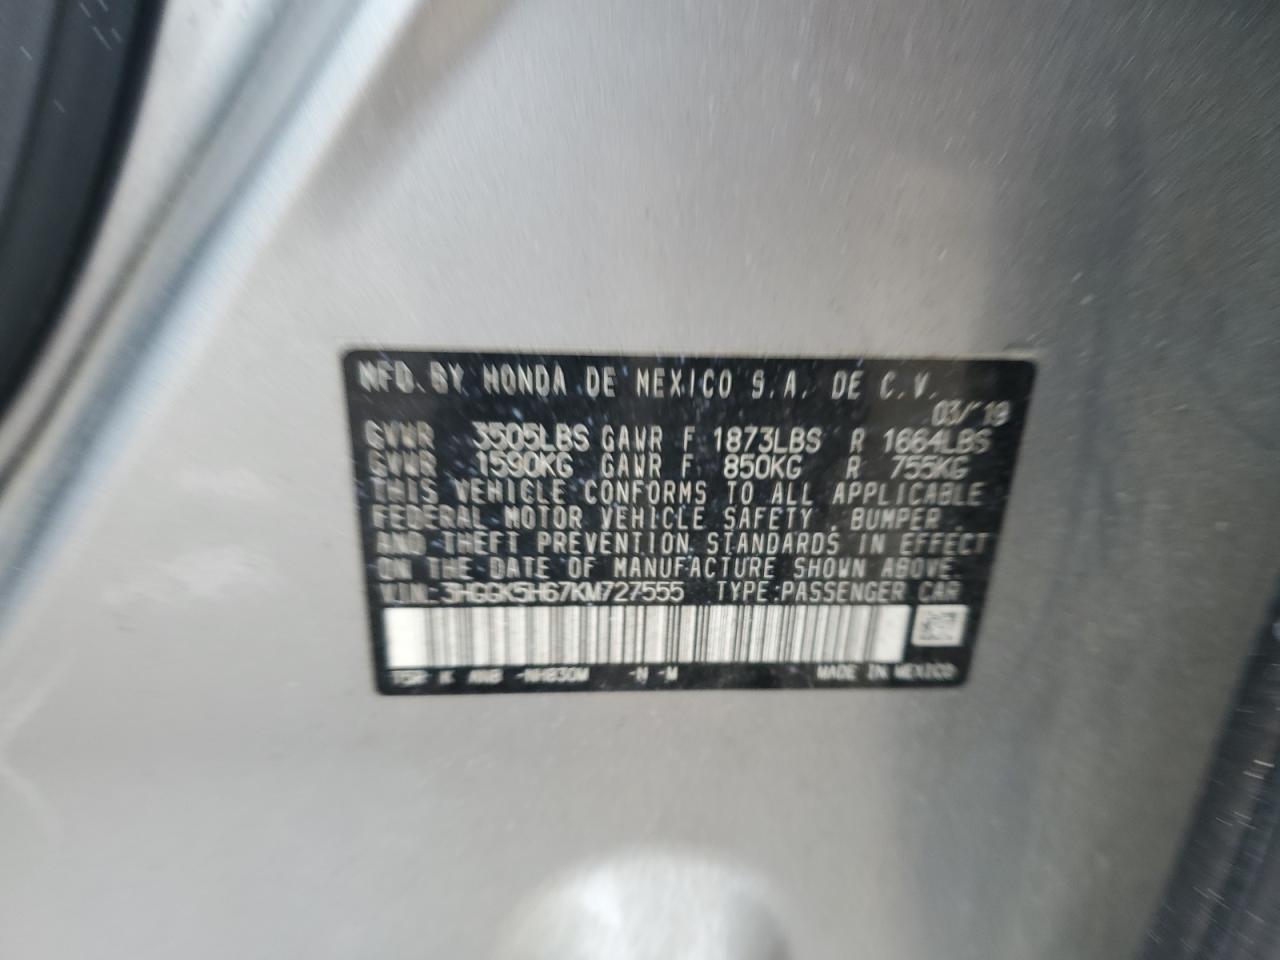 MFD. BY HONDA DE MEXICO S.A. DE C.V.
03/'19
GVWR 3505LBS GAWR F 1873LBS R 1664LBS
GVWR 1590KG GAWR F 850KG R 755KG
THIS VEHICLE CONFORMS TO ALL APPLICABLE
FEDERAL MOTOR VEHICLE SAFETY , BUMPER ,
AND THEFT PREVENTION STANDARDS IN EFFECT
ON THE DATE OF MANUFACTURE SHOWN ABOVE.
VIN: 3HGGK5H67KM727555 TYPE:PASSENGER CAR
K -NH830M -N -M MADE IN MEXICO